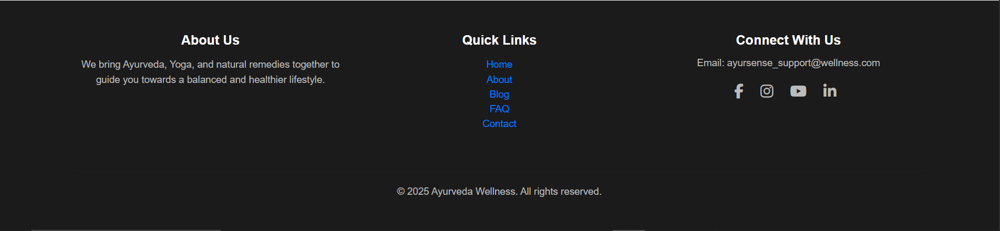 About Us
We bring Ayurveda, Yoga, and natural remedies together to
guide you towards a balanced and healthier lifestyle.
Quick Links
Home
About
Blog
FAQ
Contact
Connect With Us
Email: ayursense_support@wellness.com
© 2025 Ayurveda Wellness. All rights reserved.